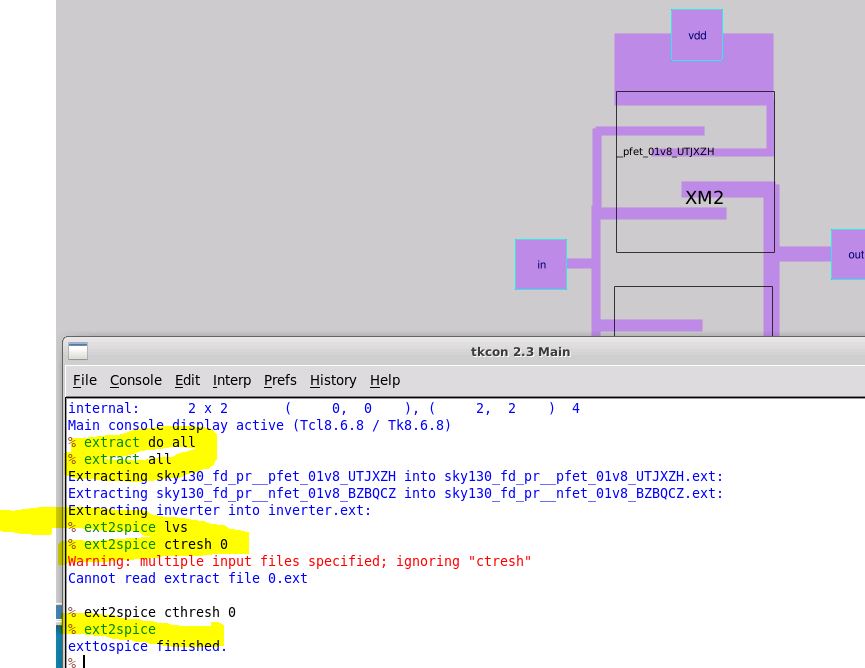 vdd
_pfet_01v8_UTJXZH
XM2
in
out
tkcon 2.3 Main
File Console Edit Interp Prefs History Help
internal: 2 x 2 ( 0, 0 ), ( 2, 2 ) 4
Main console display active (Tcl8.6.8 / Tk8.6.8)
% extract do all
% extract all
Extracting sky130_fd_pr__pfet_01v8_UTJXZH into sky130_fd_pr__pfet_01v8_UTJXZH.ext:
Extracting sky130_fd_pr__nfet_01v8_BZBQCZ into sky130_fd_pr__nfet_01v8_BZBQCZ.ext:
Extracting inverter into inverter.ext:
% ext2spice lvs
% ext2spice ctresh 0
Warning: multiple input files specified; ignoring "ctresh"
Cannot read extract file 0.ext
% ext2spice cthresh 0
% ext2spice
exttospice finished.
%